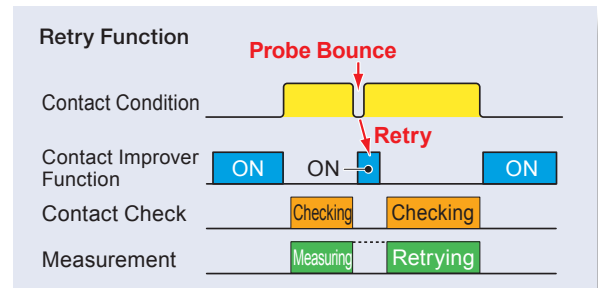 Retry Function
Probe Bounce
Contact Condition
Retry
Contact Improver
Function
ON
ON
ON
Contact Check
Checking
Checking
Measurement
Measuring
Retrying